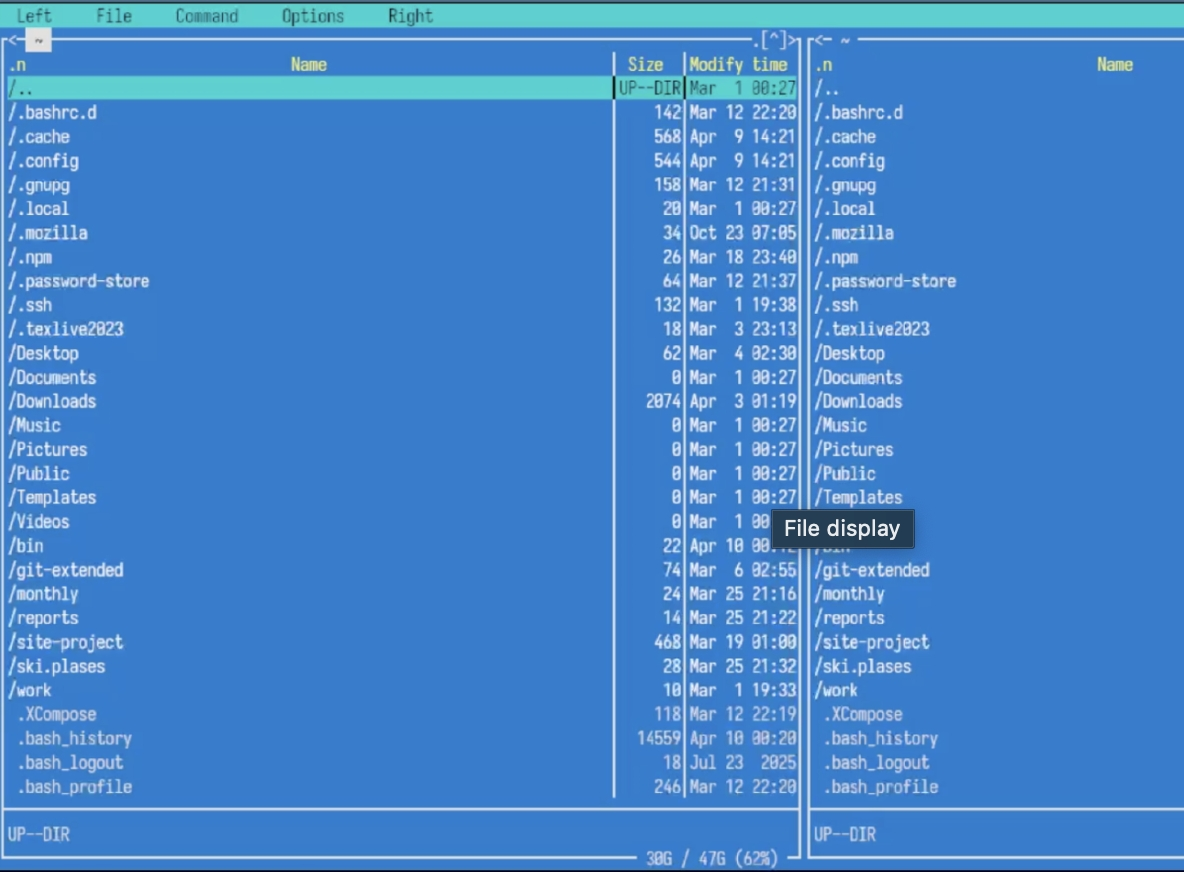 Left File Command Options Right
<─ ~ .[^]> <─ ~
.n Name Size Modify time .n Name
/.. UP--DIR Mar 1 00:27 /..
/.bashrc.d 142 Mar 12 22:20 /.bashrc.d
/.cache 568 Apr 9 14:21 /.cache
/.config 544 Apr 9 14:21 /.config
/.gnupg 158 Mar 12 21:31 /.gnupg
/.local 20 Mar 1 00:27 /.local
/.mozilla 34 Oct 23 07:05 /.mozilla
/.npm 26 Mar 18 23:40 /.npm
/.password-store 64 Mar 12 21:37 /.password-store
/.ssh 132 Mar 1 19:38 /.ssh
/.texlive2023 18 Mar 3 23:13 /.texlive2023
/Desktop 62 Mar 4 02:30 /Desktop
/Documents 0 Mar 1 00:27 /Documents
/Downloads 2074 Apr 3 01:19 /Downloads
/Music 0 Mar 1 00:27 /Music
/Pictures 0 Mar 1 00:27 /Pictures
/Public 0 Mar 1 00:27 /Public
/Templates 0 Mar 1 00:27 /Templates
/Videos 0 Mar 1 00 File display
/bin 22 Apr 10 /bin
/git-extended 74 Mar 6 02:55 /git-extended
/monthly 24 Mar 25 21:16 /monthly
/reports 14 Mar 25 21:22 /reports
/site-project 468 Mar 19 01:00 /site-project
/ski.plases 28 Mar 25 21:32 /ski.plases
/work 10 Mar 1 19:33 /work
.XCompose 118 Mar 12 22:19 .XCompose
.bash_history 14559 Apr 10 00:20 .bash_history
.bash_logout 18 Jul 23 2025 .bash_logout
.bash_profile 246 Mar 12 22:20 .bash_profile
UP--DIR UP--DIR
30G / 47G (62%)